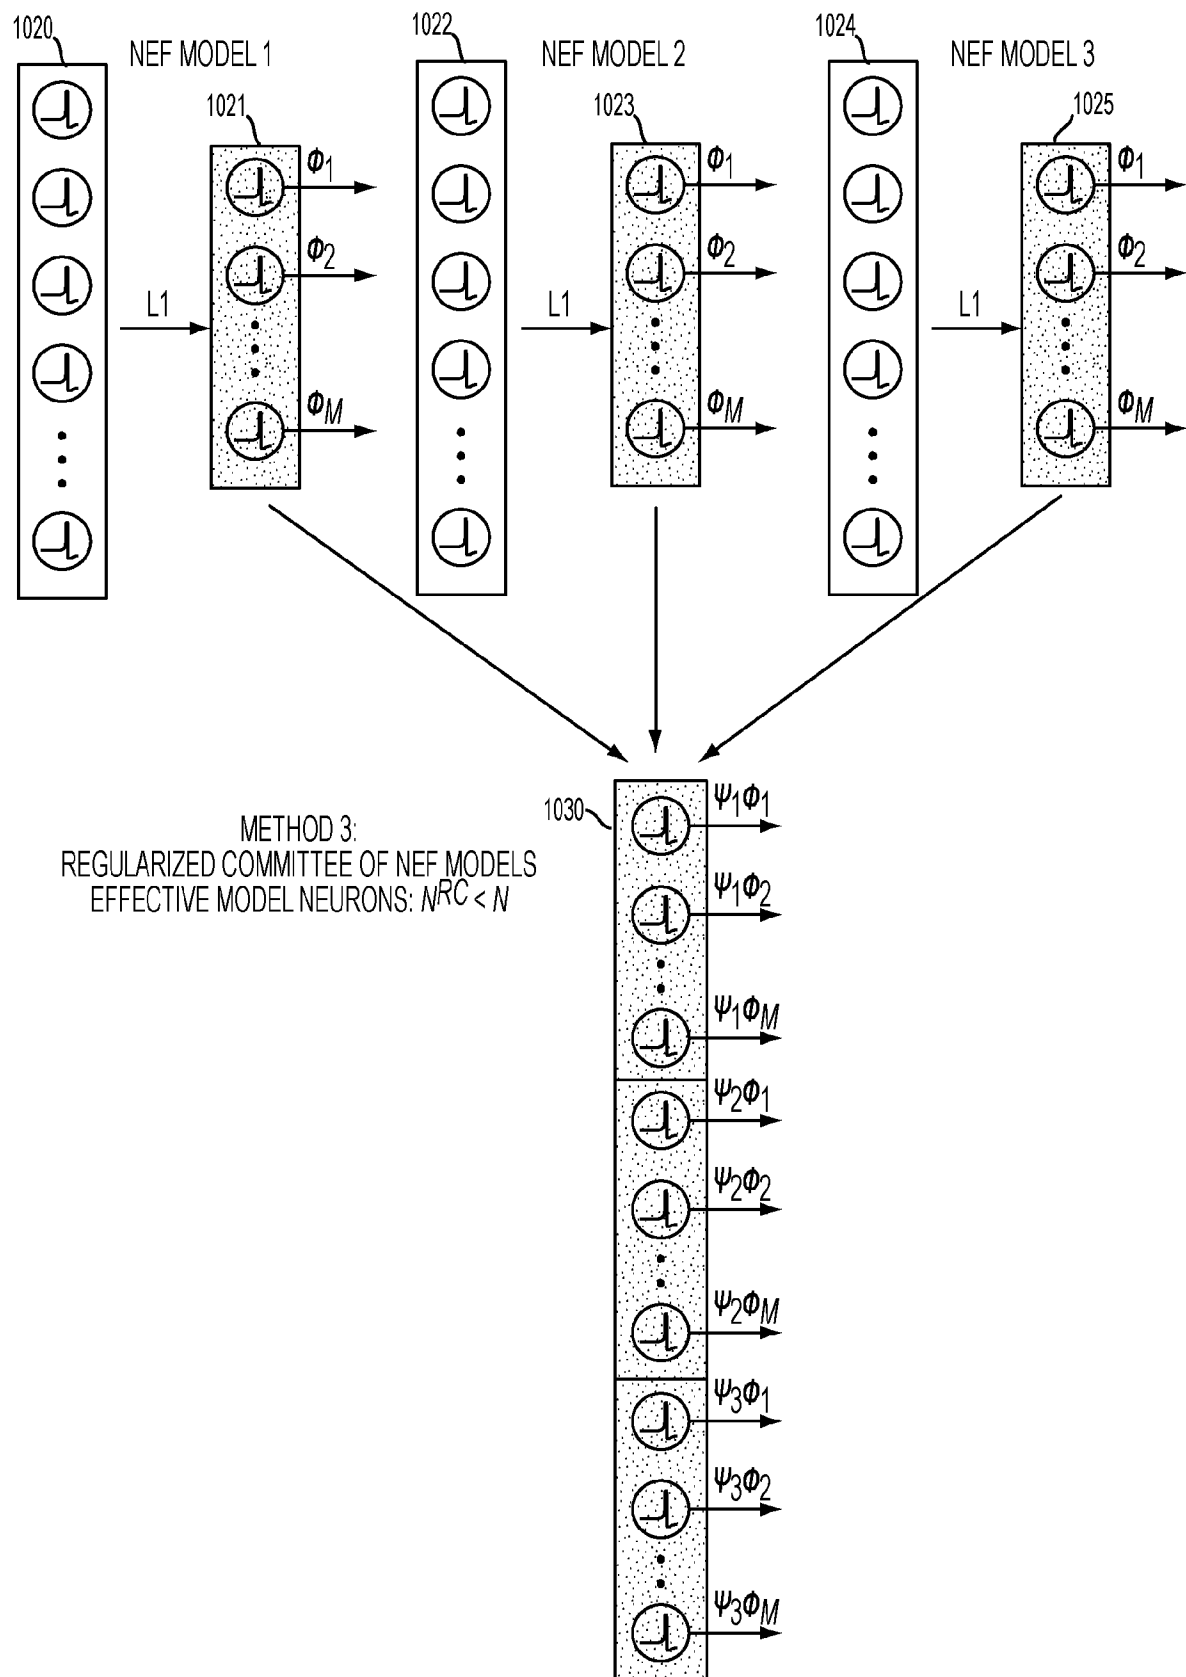 1020
NEF MODEL 1
1021
ϕ1
ϕ2
L1
ϕM
1022
NEF MODEL 2
1023
ϕ1
ϕ2
L1
ϕM
1024
NEF MODEL 3
1025
ϕ1
ϕ2
L1
ϕM
METHOD 3:
REGULARIZED COMMITTEE OF NEF MODELS
EFFECTIVE MODEL NEURONS: N^RC < N
1030
ψ1ϕ1
ψ1ϕ2
ψ1ϕM
ψ2ϕ1
ψ2ϕ2
ψ2ϕM
ψ3ϕ1
ψ3ϕ2
ψ3ϕM